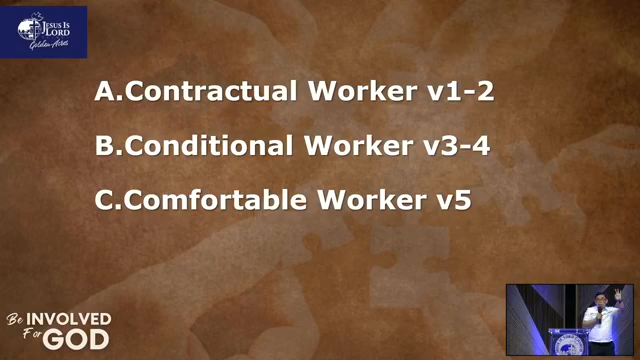 JESUS IS
LORD
Golden Acres
A.Contractual Worker v1-2
B.Conditional Worker v3-4
C.Comfortable Worker v5
Be INVOLVED
For GOD